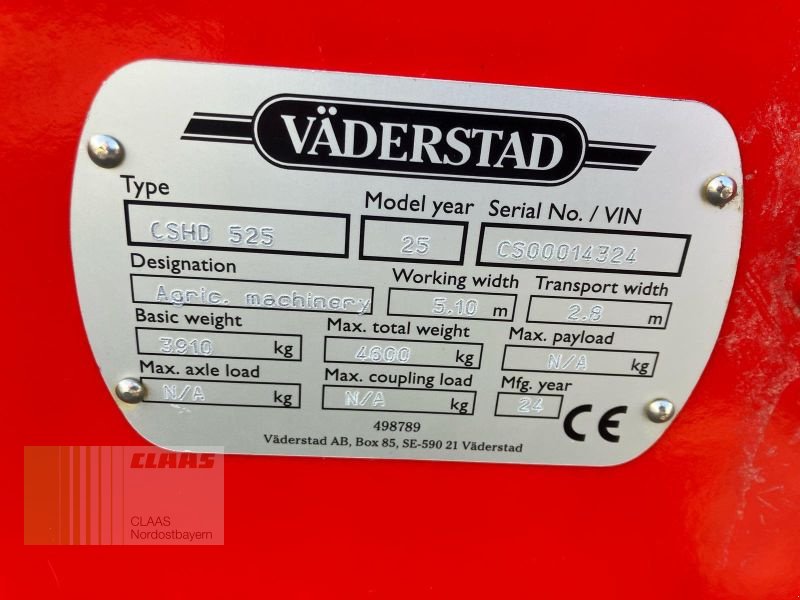 VÄDERSTAD
Type Model year Serial No. / VIN
CSHD 525 25 CS00014324
Designation Working width Transport width
Agric. machinery 5.10 m 2.8 m
Basic weight Max. total weight Max. payload
3910 kg 4600 kg N/A kg
Max. axle load Max. coupling load Mfg. year
N/A kg N/A kg 24 CE
498789
Väderstad AB, Box 85, SE-590 21 Väderstad
CLAAS
CLAAS
Nordostbayern